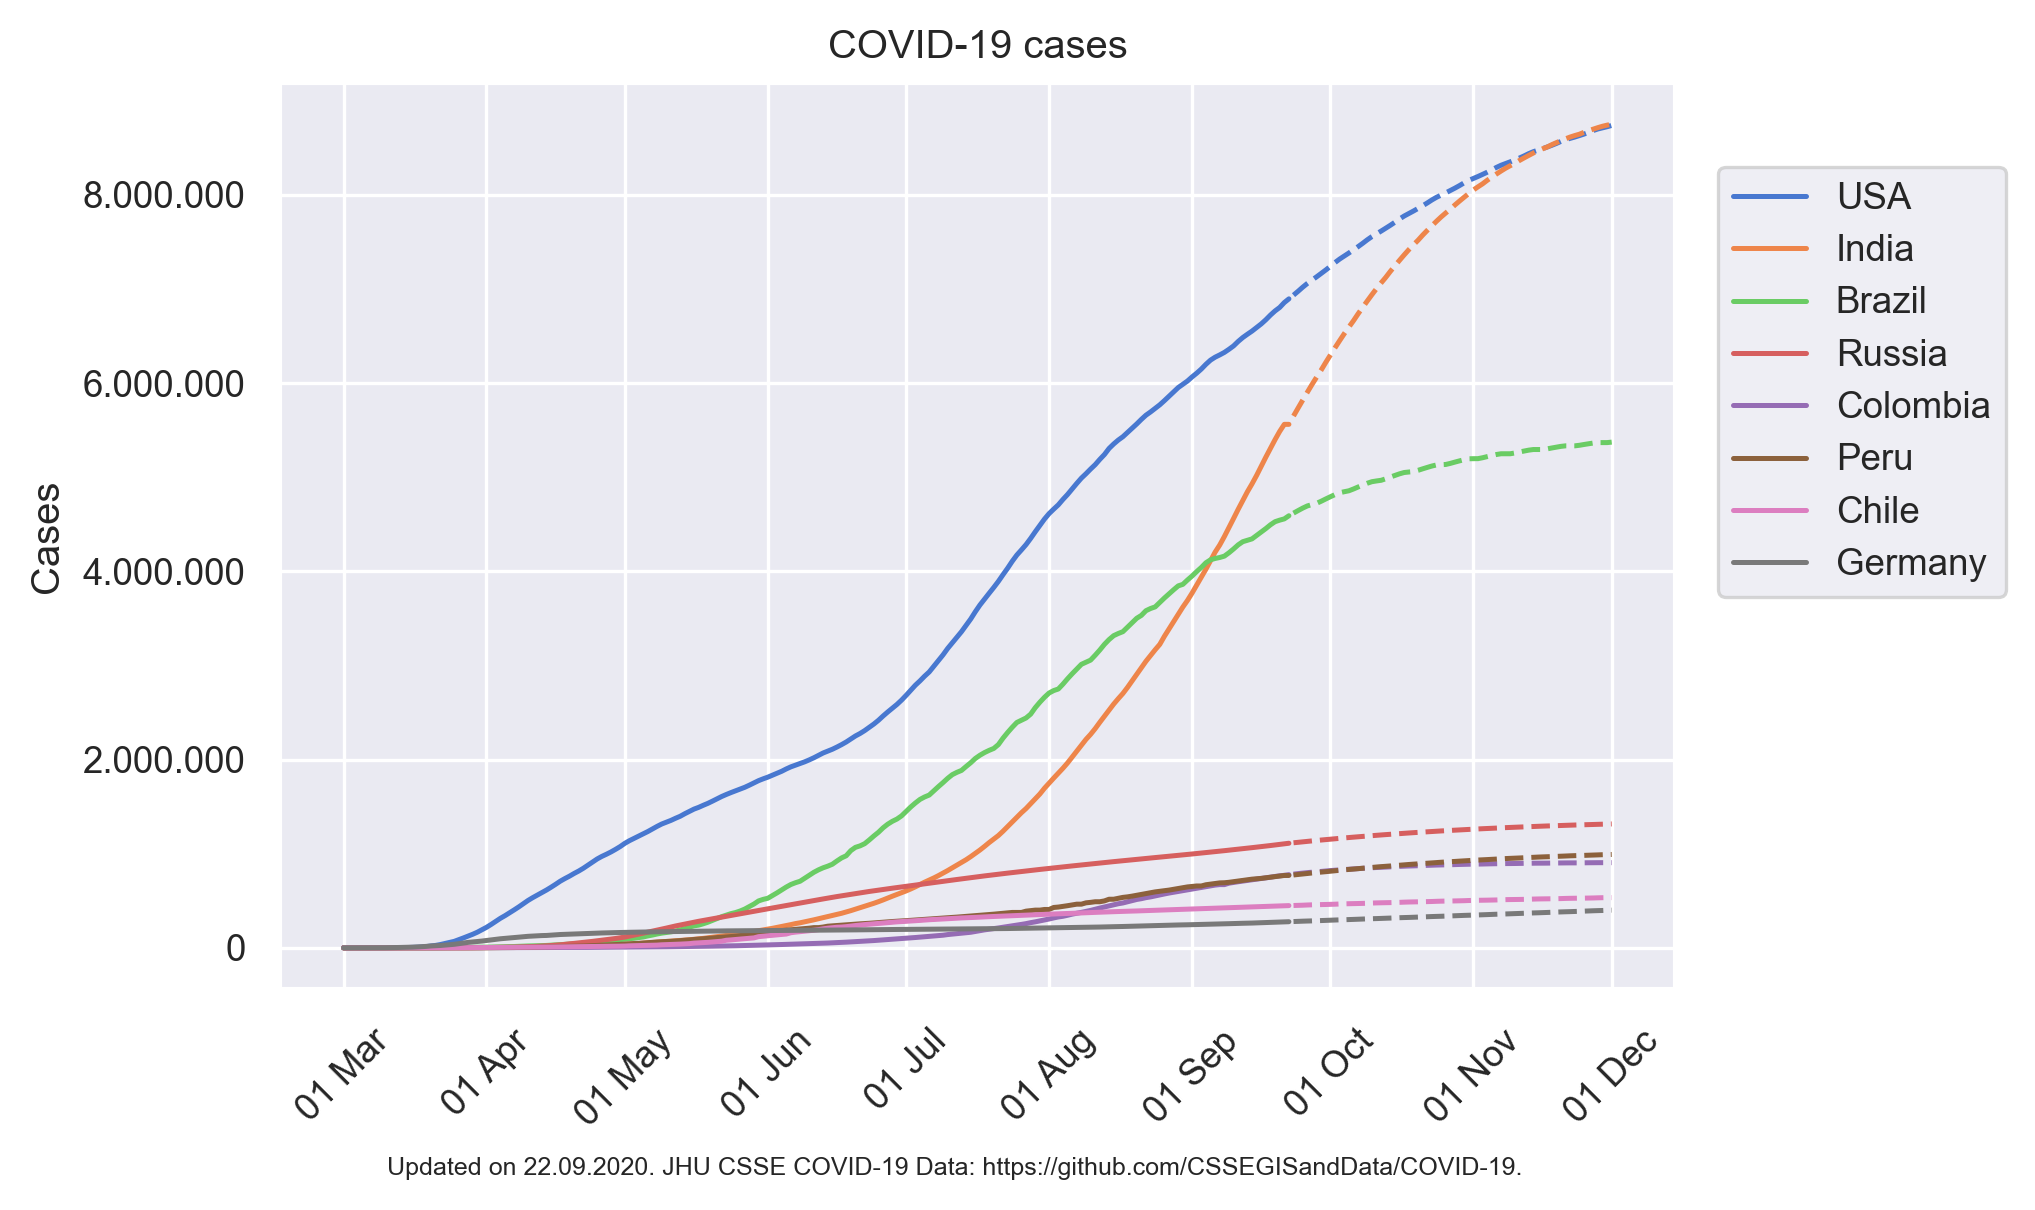 COVID-19 cases
Cases
8.000.000
6.000.000
4.000.000
2.000.000
0
01 Mar
01 Apr
01 May
01 Jun
01 Jul
01 Aug
01 Sep
01 Oct
01 Nov
01 Dec
USA
India
Brazil
Russia
Colombia
Peru
Chile
Germany
Updated on 22.09.2020. JHU CSSE COVID-19 Data: https://github.com/CSSEGISandData/COVID-19.